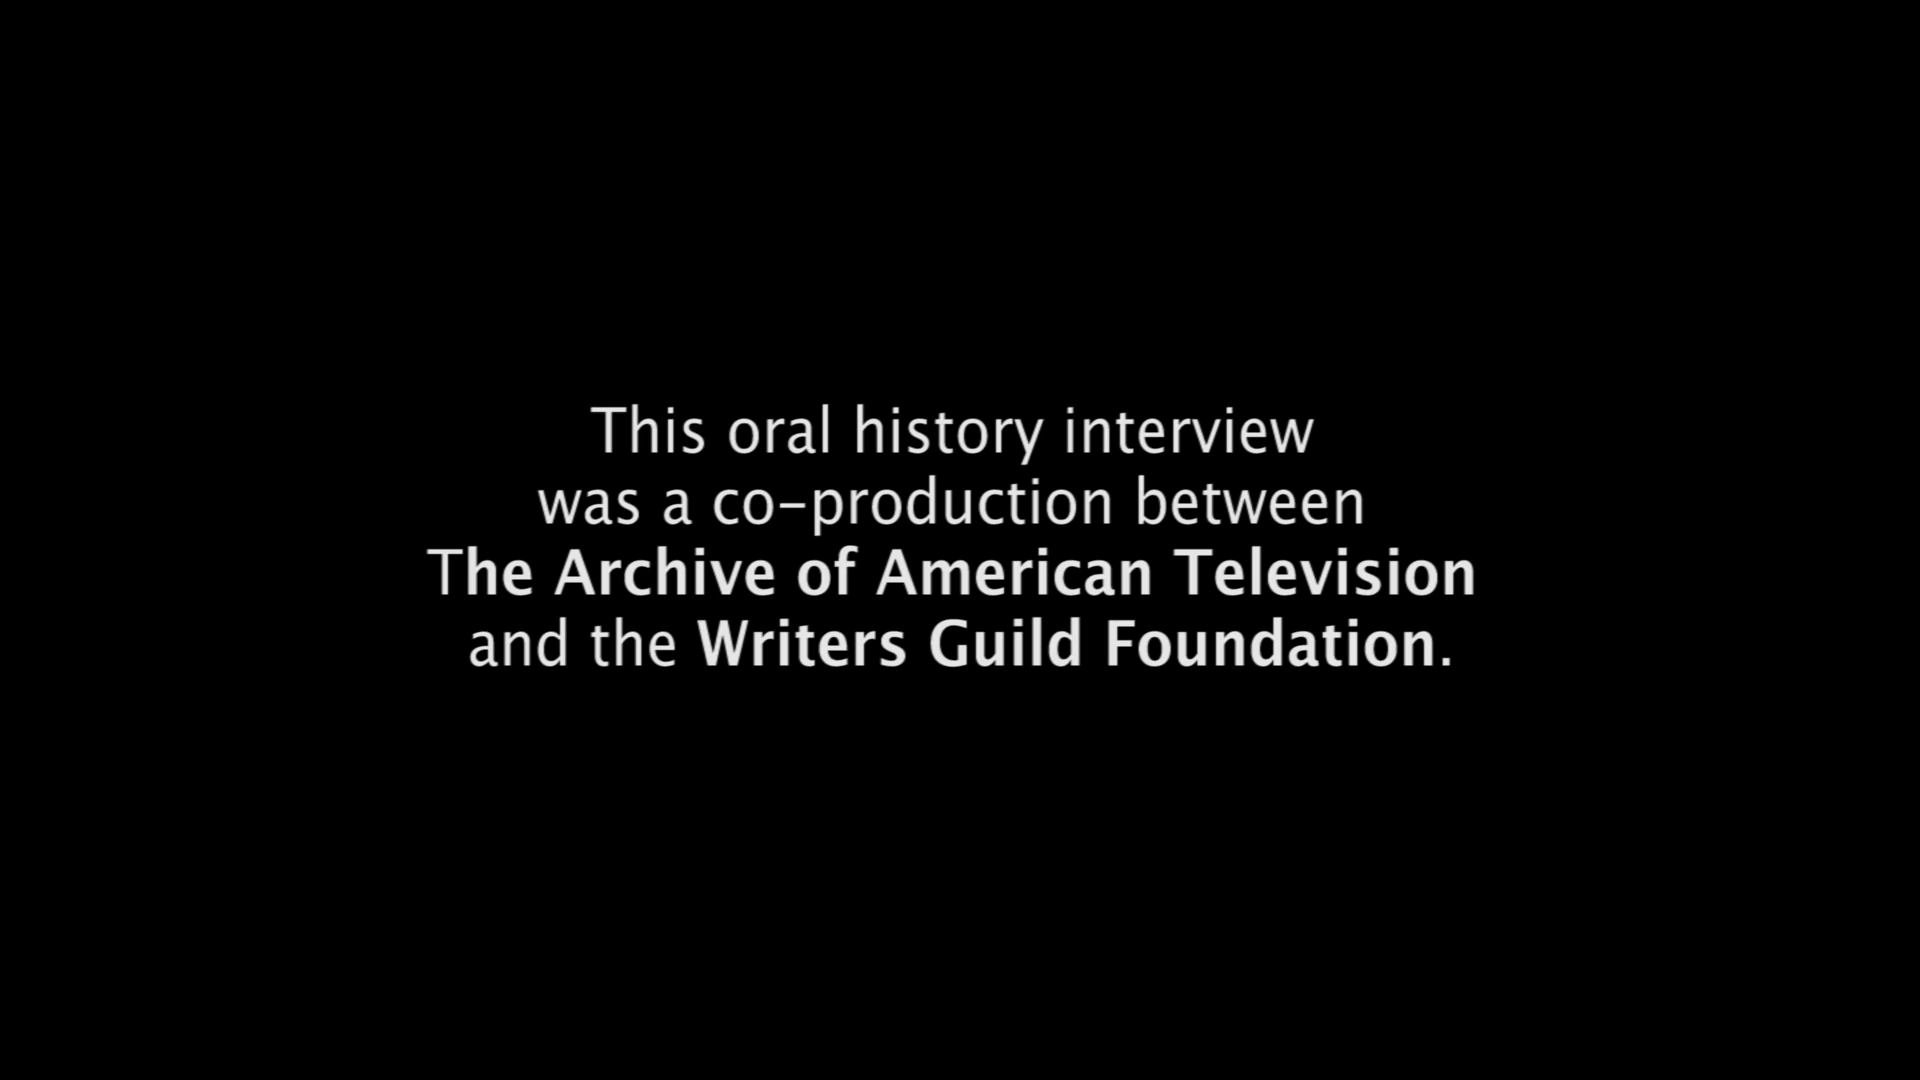 This oral history interview
was a co-production between
The Archive of American Television
and the Writers Guild Foundation.